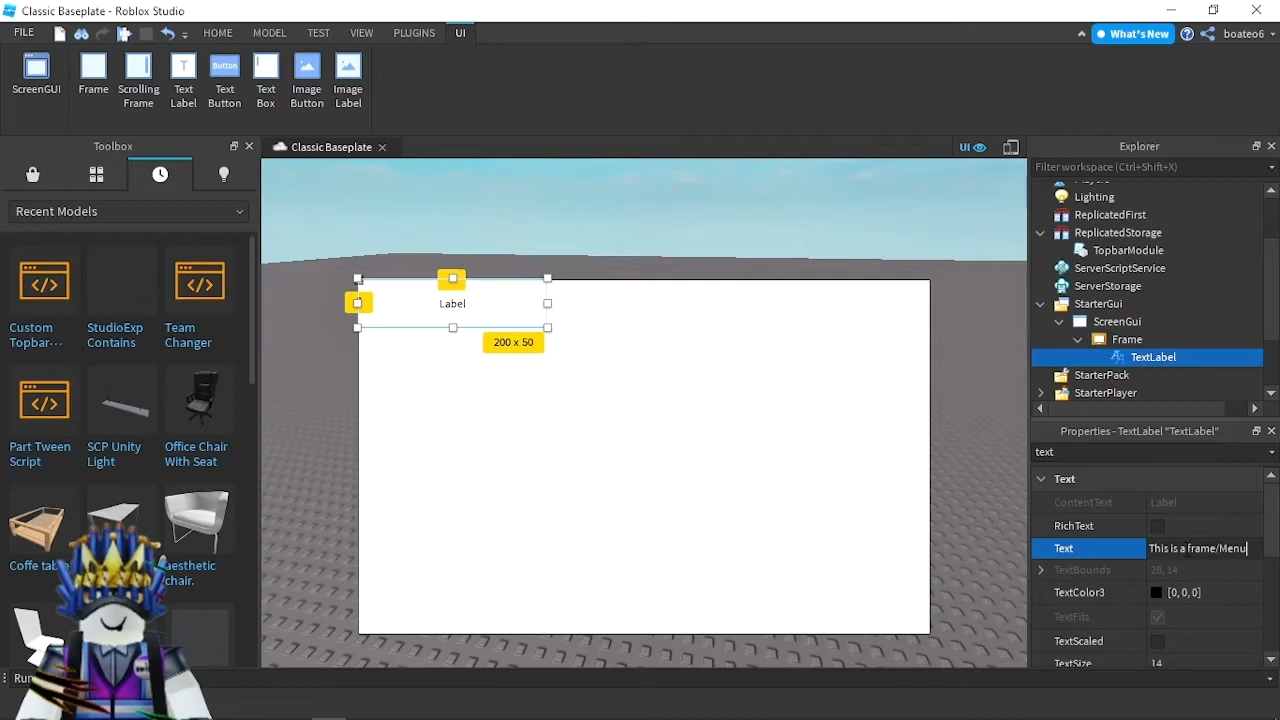 Classic Baseplate - Roblox Studio
FILE
HOME
MODEL
TEST
VIEW
PLUGINS
UI
What's New
boateo6
ScreenGUI
Frame
Scrolling
Frame
Text
Label
Button
Text
Button
Text
Box
Image
Button
Image
Label
Toolbox
Recent Models
Custom
Topbar···
StudioExp
Contains
Team
Changer
Part Tween
Script
SCP Unity
Light
Office Chair
With Seat
Coffe table
aesthetic
chair.
Run
Classic Baseplate
UI
Label
200 x 50
Explorer
Filter workspace (Ctrl+Shift+X)
Lighting
ReplicatedFirst
ReplicatedStorage
TopbarModule
ServerScriptService
ServerStorage
StarterGui
ScreenGui
Frame
TextLabel
StarterPack
StarterPlayer
Properties - TextLabel "TextLabel"
text
Text
ContentText Label
RichText
Text This is a frame/Menu
TextBounds 28, 14
TextColor3 [0, 0, 0]
TextFits
TextScaled
TextSize 14